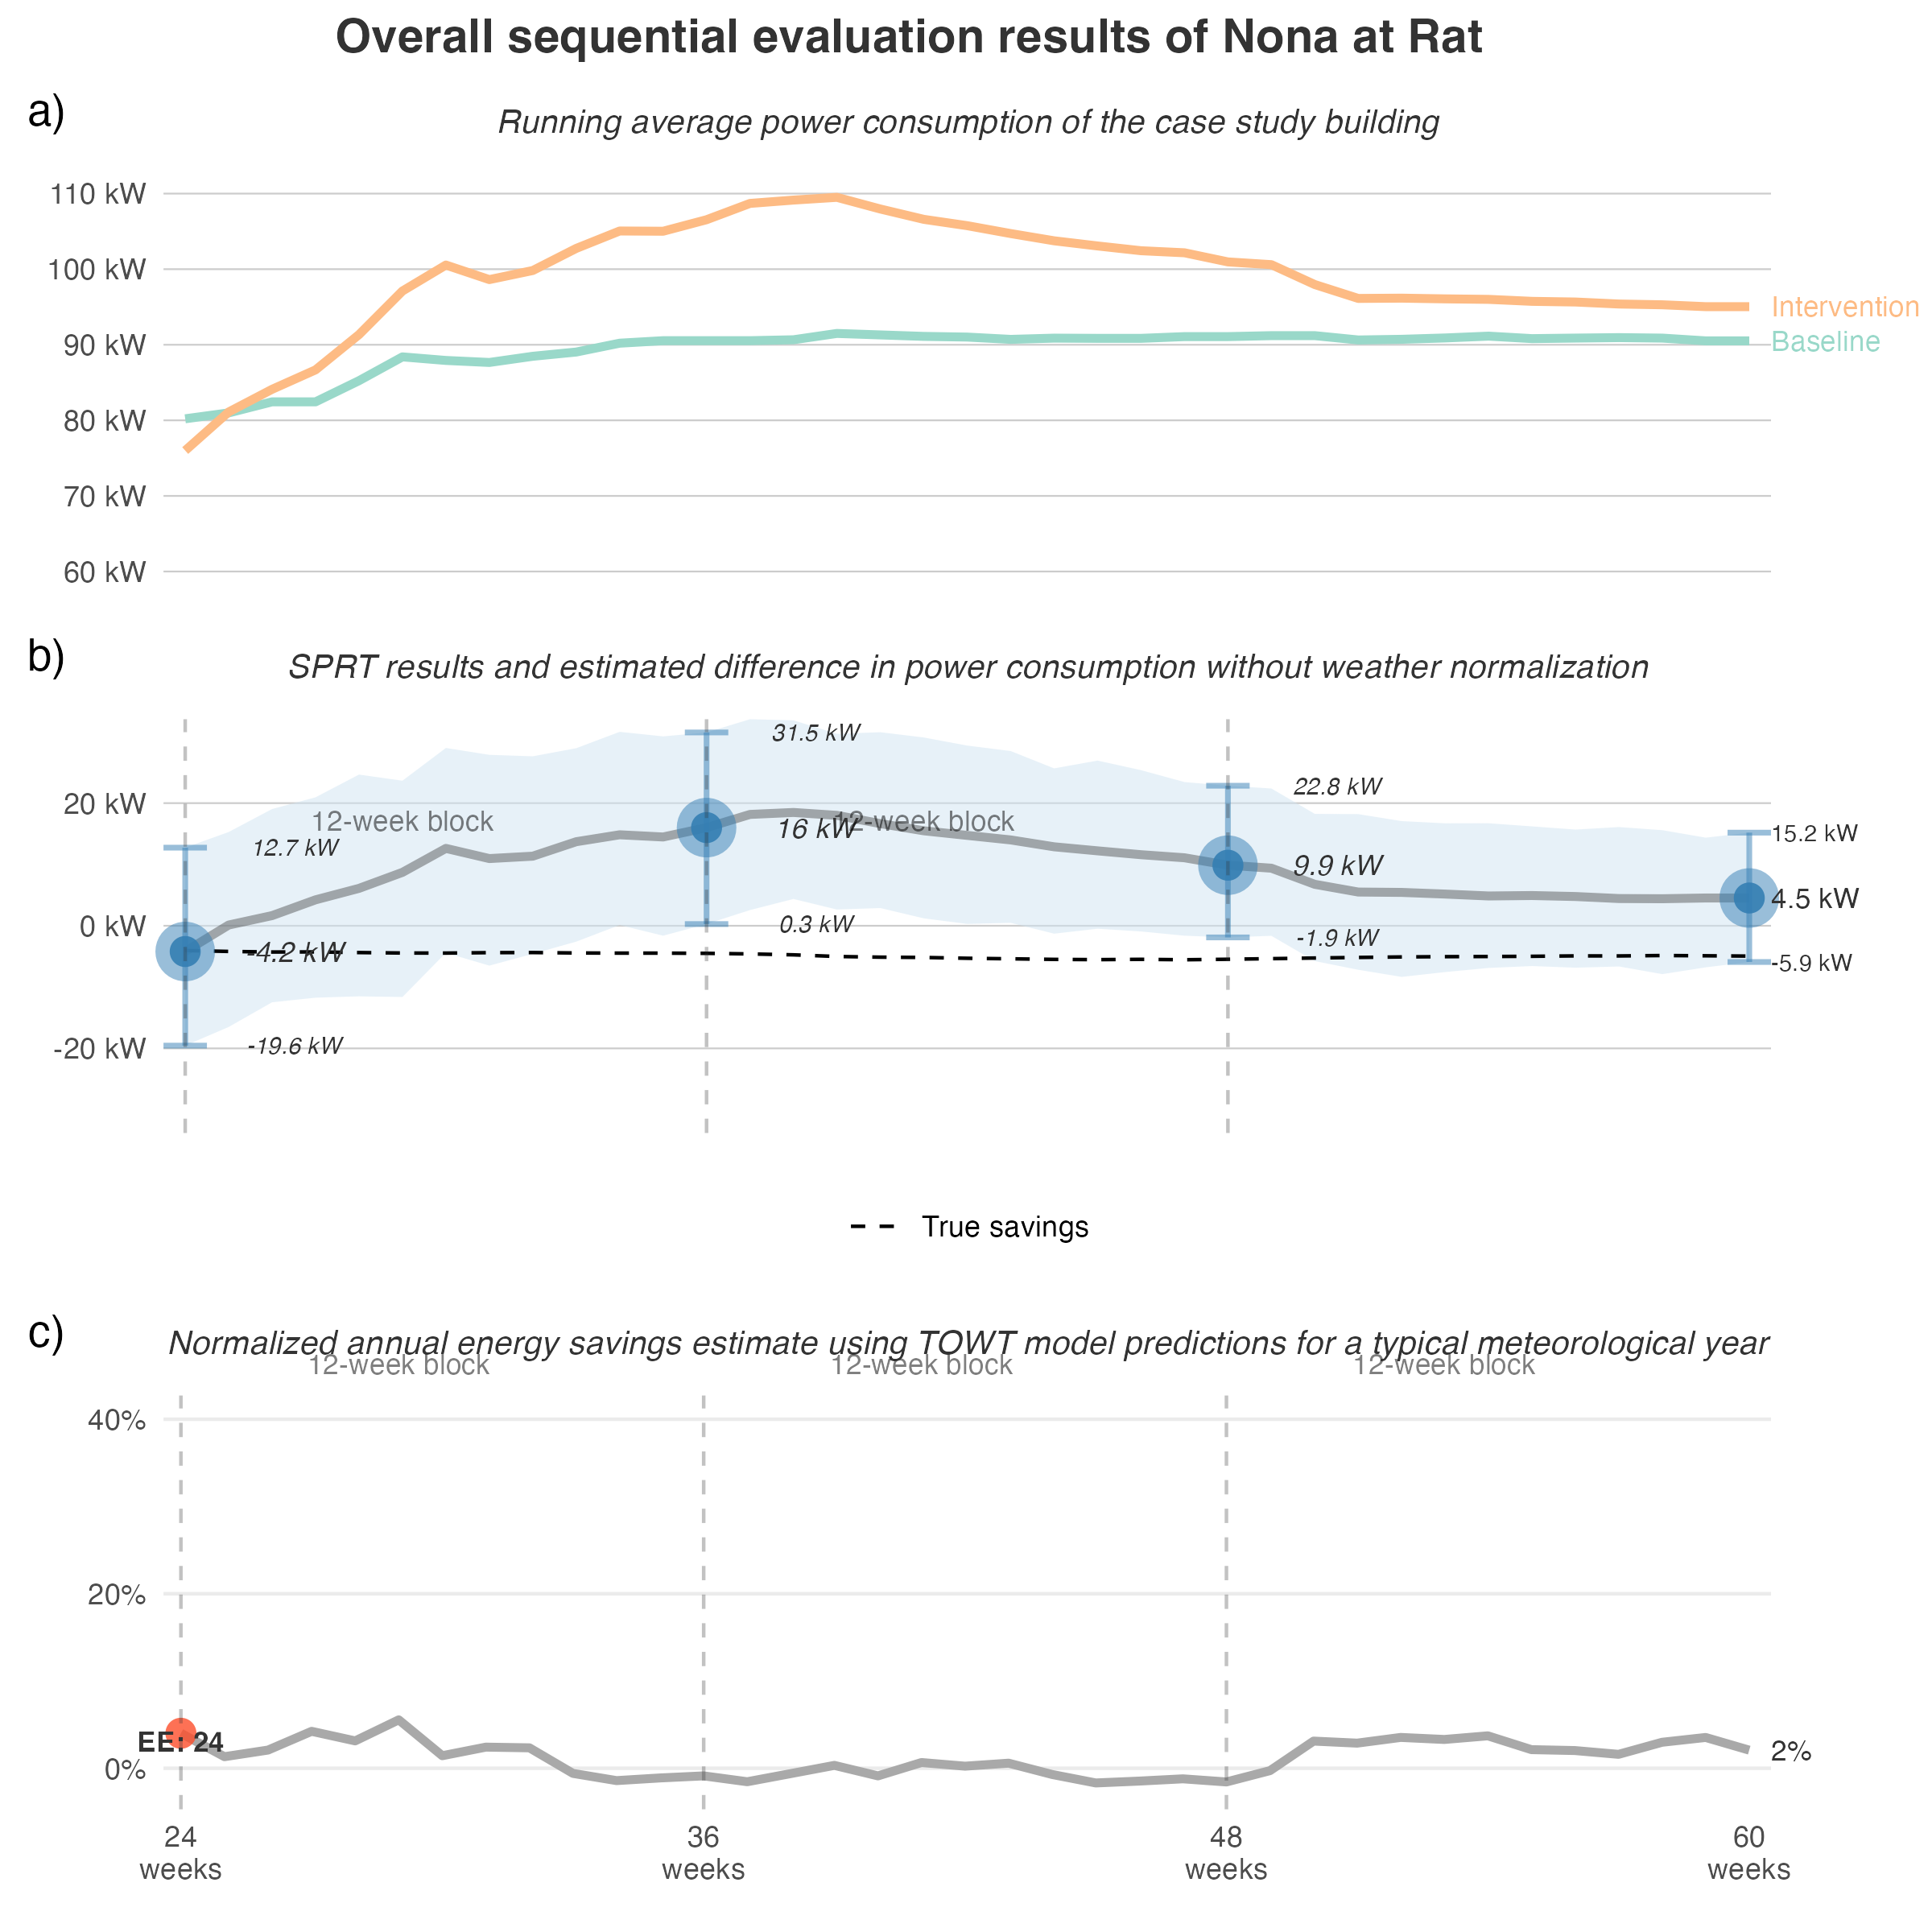 Overall sequential evaluation results of Nona at Rat
a)
Running average power consumption of the case study building
110 kW
100 kW
90 kW
80 kW
70 kW
60 kW
Intervention
Baseline
b)
SPRT results and estimated difference in power consumption without weather normalization
31.5 kW
22.8 kW
20 kW
12-week block
12-week block
16 kW
15.2 kW
12.7 kW
9.9 kW
4.5 kW
0 kW
0.3 kW
-1.9 kW
-4.2 kW
-5.9 kW
-20 kW
-19.6 kW
True savings
c)
Normalized annual energy savings estimate using TOWT model predictions for a typical meteorological year
12-week block
12-week block
12-week block
40%
20%
0%
24
2%
24
weeks
36
weeks
48
weeks
60
weeks